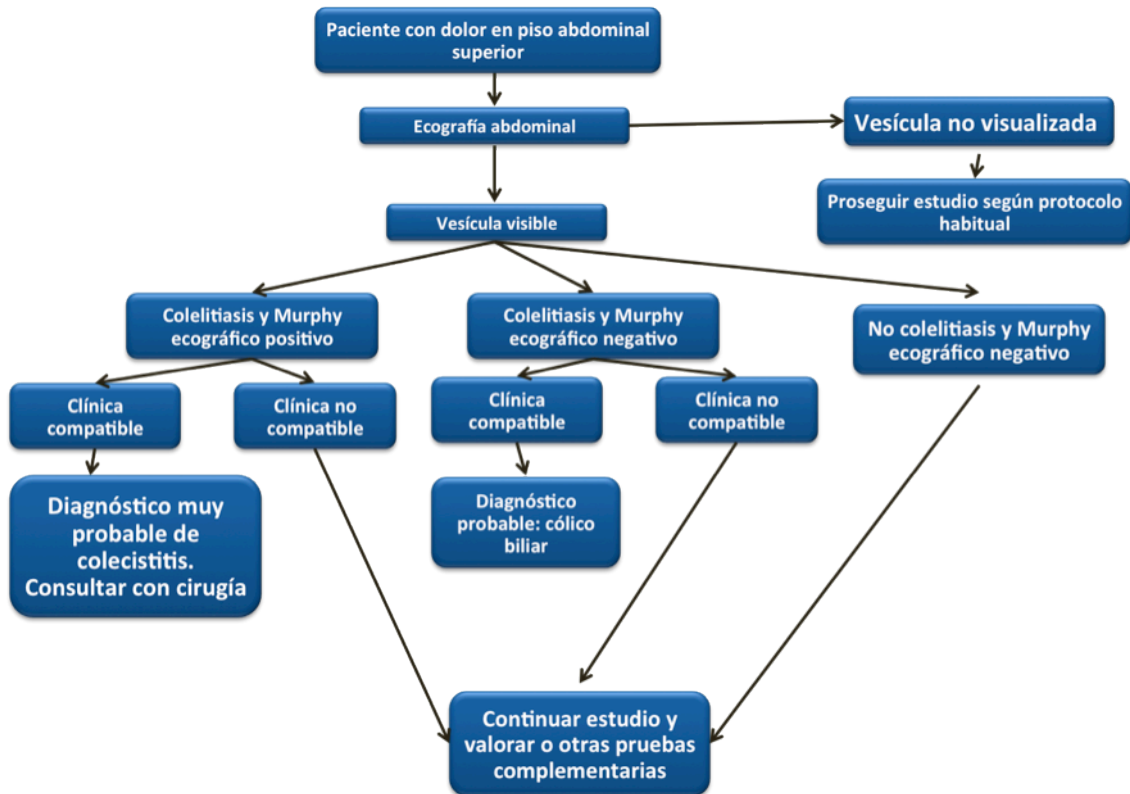 Paciente con dolor en piso abdominal
superior
Ecografía abdominal
Vesícula no visualizada
Proseguir estudio según protocolo
habitual
Vesícula visible
Colelitiasis y Murphy
ecográfico positivo
Colelitiasis y Murphy
ecográfico negativo
No colelitiasis y Murphy
ecográfico negativo
Clínica
compatible
Clínica no
compatible
Clínica
compatible
Clínica no
compatible
Diagnóstico muy
probable de
colecistitis.
Consultar con cirugía
Diagnóstico
probable: cólico
biliar
Continuar estudio y
valorar o otras pruebas
complementarias